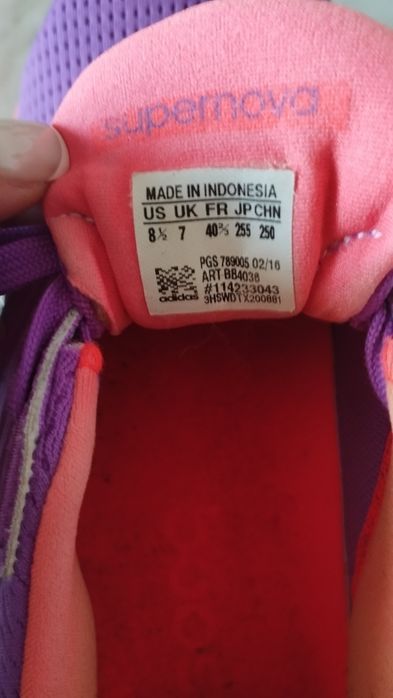 supernova
MADE IN INDONESIA
US UK FR JP CHN
8½ 7 40⅔ 255 250
PGS 789005 02/16
ART BB4036
#114233043
adidas 3HSWDTX200881